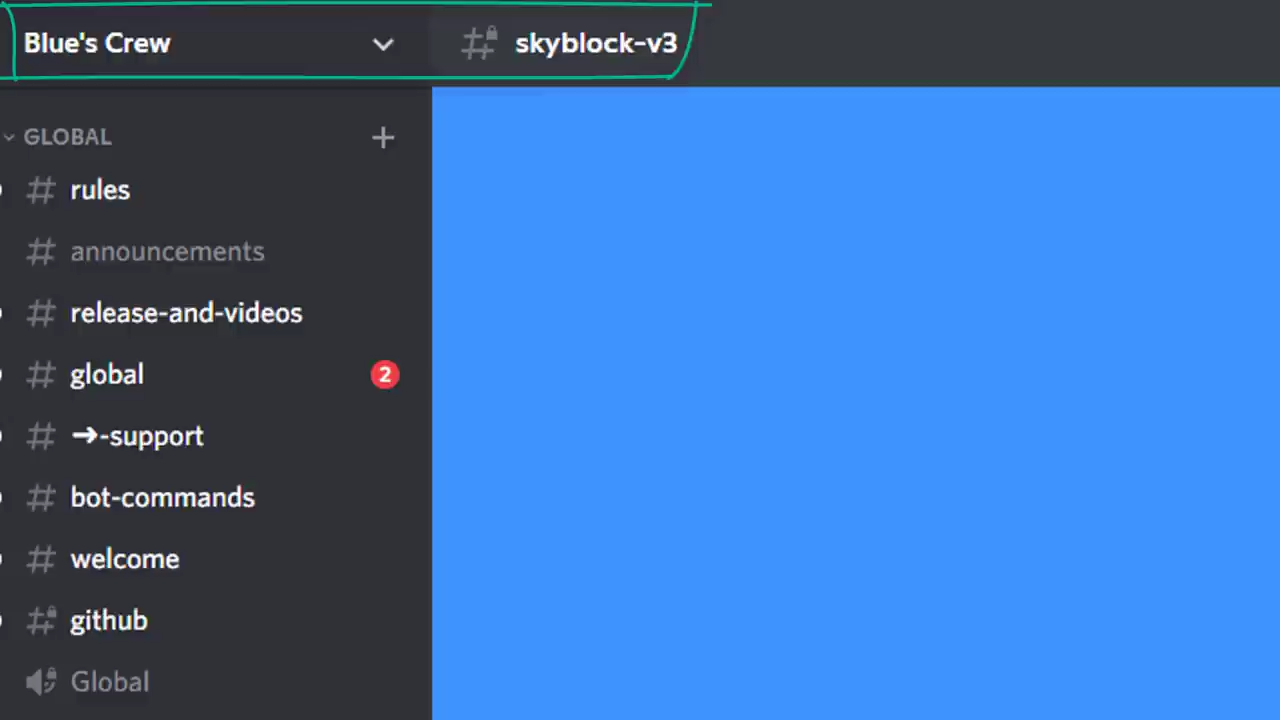 Blue's Crew
skyblock-v3
GLOBAL
rules
announcements
release-and-videos
global 2
➜-support
bot-commands
welcome
github
Global